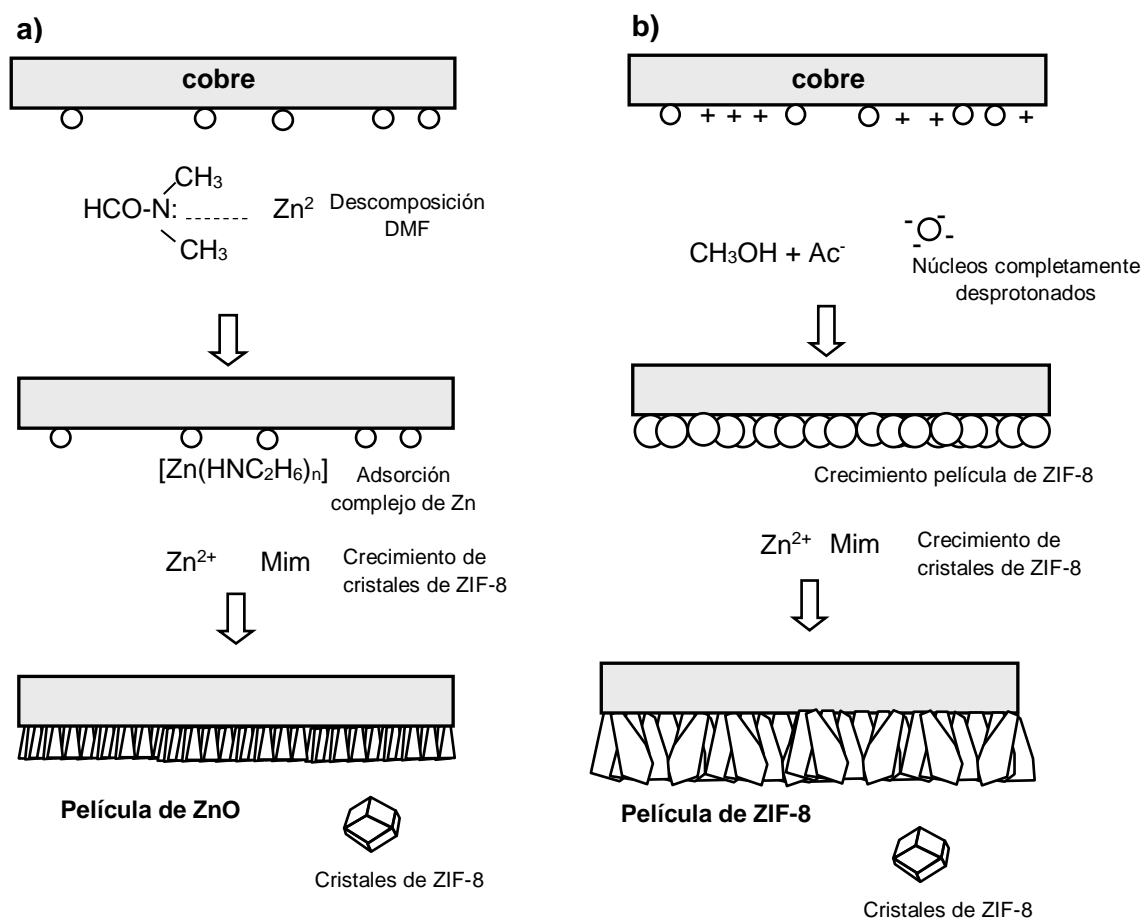 a)
cobre
CH₃
HCO-N: ------- Zn²
CH₃
Descomposición
DMF
[Zn(HNC₂H₆)ₙ]
Adsorción
complejo de Zn
Zn²⁺ Mim
Crecimiento de
cristales de ZIF-8
Película de ZnO
Cristales de ZIF-8
b)
cobre
+ + + + + +
CH₃OH + Ac⁻
- - - -
Núcleos completamente
desprotonados
Crecimiento película de ZIF-8
Zn²⁺ Mim
Crecimiento de
cristales de ZIF-8
Película de ZIF-8
Cristales de ZIF-8